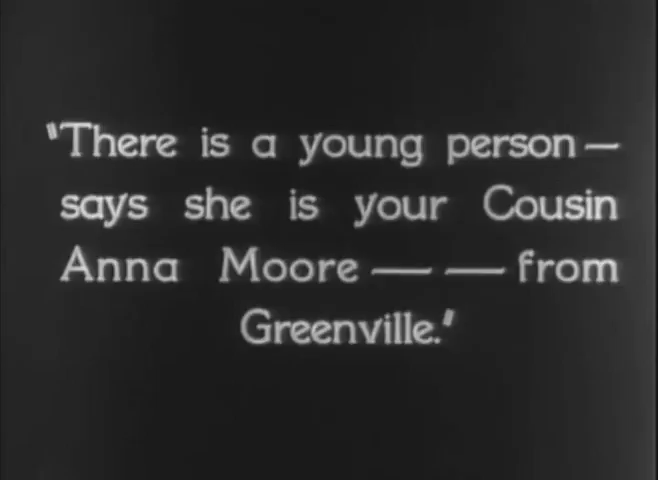 "There is a young person—
says she is your Cousin
Anna Moore — — from
Greenville."